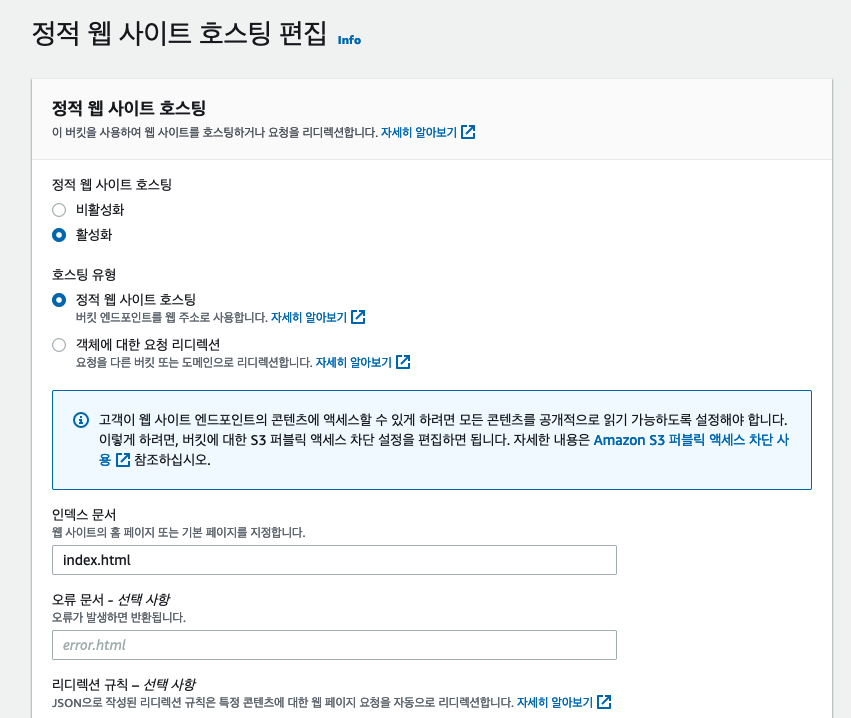 정적 웹 사이트 호스팅 편집 Info
정적 웹 사이트 호스팅
이 버킷을 사용하여 웹 사이트를 호스팅하거나 요청을 리디렉션합니다. 자세히 알아보기
정적 웹 사이트 호스팅
비활성화
활성화
호스팅 유형
정적 웹 사이트 호스팅
버킷 엔드포인트를 웹 주소로 사용합니다. 자세히 알아보기
객체에 대한 요청 리디렉션
요청을 다른 버킷 또는 도메인으로 리디렉션합니다. 자세히 알아보기
고객이 웹 사이트 엔드포인트의 콘텐츠에 액세스할 수 있게 하려면 모든 콘텐츠를 공개적으로 읽기 가능하도록 설정해야 합니다.
이렇게 하려면, 버킷에 대한 S3 퍼블릭 액세스 차단 설정을 편집하면 됩니다. 자세한 내용은 Amazon S3 퍼블릭 액세스 차단 사
용 참조하십시오.
인덱스 문서
웹 사이트의 홈 페이지 또는 기본 페이지를 지정합니다.
index.html
오류 문서 - 선택 사항
오류가 발생하면 반환됩니다.
error.html
리디렉션 규칙 – 선택 사항
JSON으로 작성된 리디렉션 규칙은 특정 콘텐츠에 대한 웹 페이지 요청을 자동으로 리디렉션합니다. 자세히 알아보기